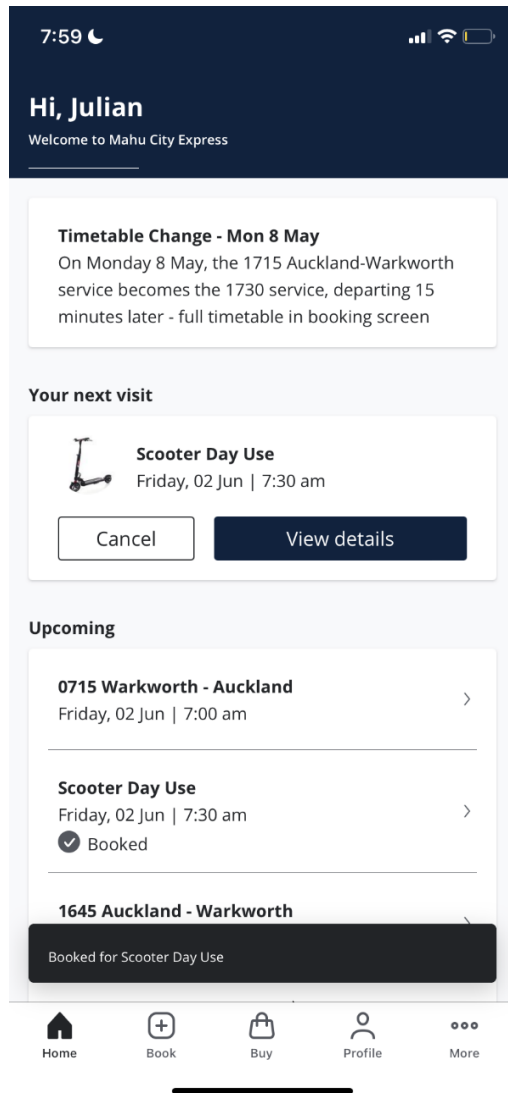 7:59
Hi, Julian
Welcome to Mahu City Express
Timetable Change - Mon 8 May
On Monday 8 May, the 1715 Auckland-Warkworth
service becomes the 1730 service, departing 15
minutes later - full timetable in booking screen
Your next visit
Scooter Day Use
Friday, 02 Jun | 7:30 am
Cancel
View details
Upcoming
0715 Warkworth - Auckland
Friday, 02 Jun | 7:00 am
Scooter Day Use
Friday, 02 Jun | 7:30 am
Booked
1645 Auckland - Warkworth
Booked for Scooter Day Use
Home
Book
Buy
Profile
More